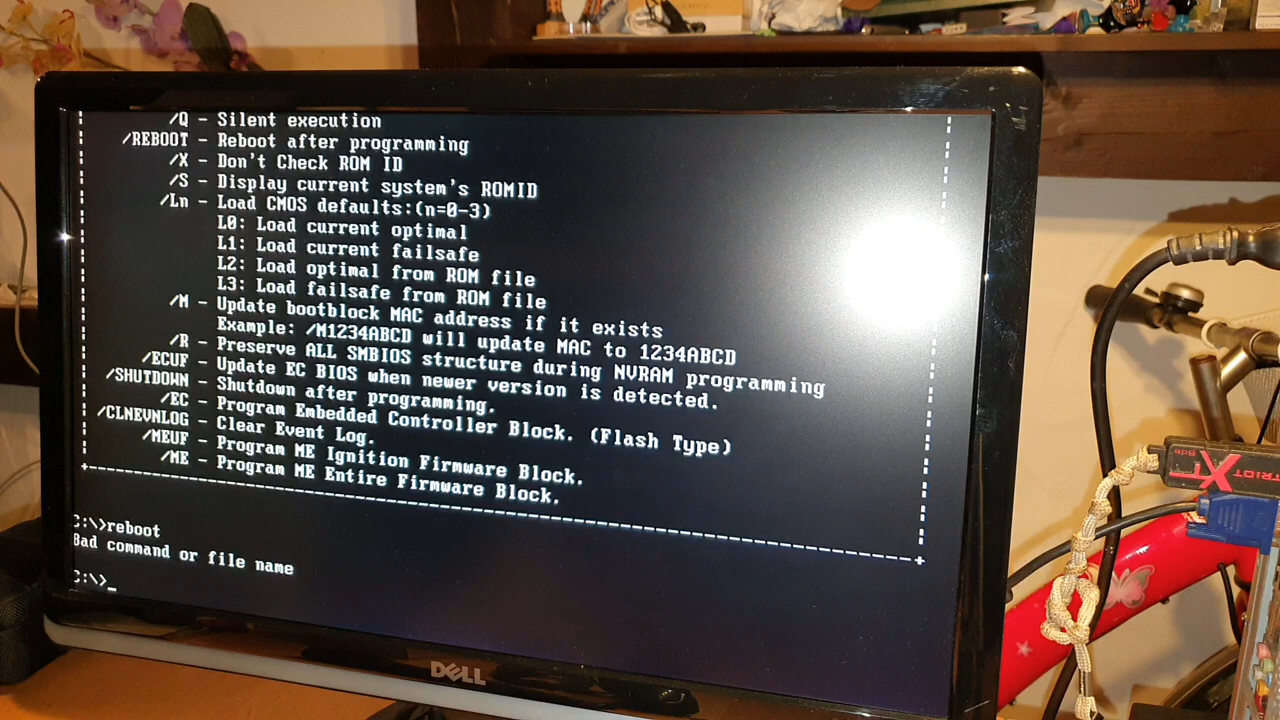 /Q - Silent execution
/REBOOT - Reboot after programming
/X - Don't Check ROM ID
/S - Display current system's ROMID
/Ln - Load CMOS defaults:(n=0-3)
L0: Load current optimal
L1: Load current failsafe
L2: Load optimal from ROM file
L3: Load failsafe from ROM file
/M - Update bootblock MAC address if it exists
Example: /M1234ABCD will update MAC to 1234ABCD
/R - Preserve ALL SMBIOS structure during NVRAM programming
/ECUF - Update EC BIOS when newer version is detected.
/SHUTDOWN - Shutdown after programming.
/EC - Program Embedded Controller Block. (Flash Type)
/CLNEVNLOG - Clear Event Log.
/MEUF - Program ME Ignition Firmware Block.
/ME - Program ME Entire Firmware Block.
C:\>reboot
Bad command or file name
C:\>_
DELL
XT
8GB